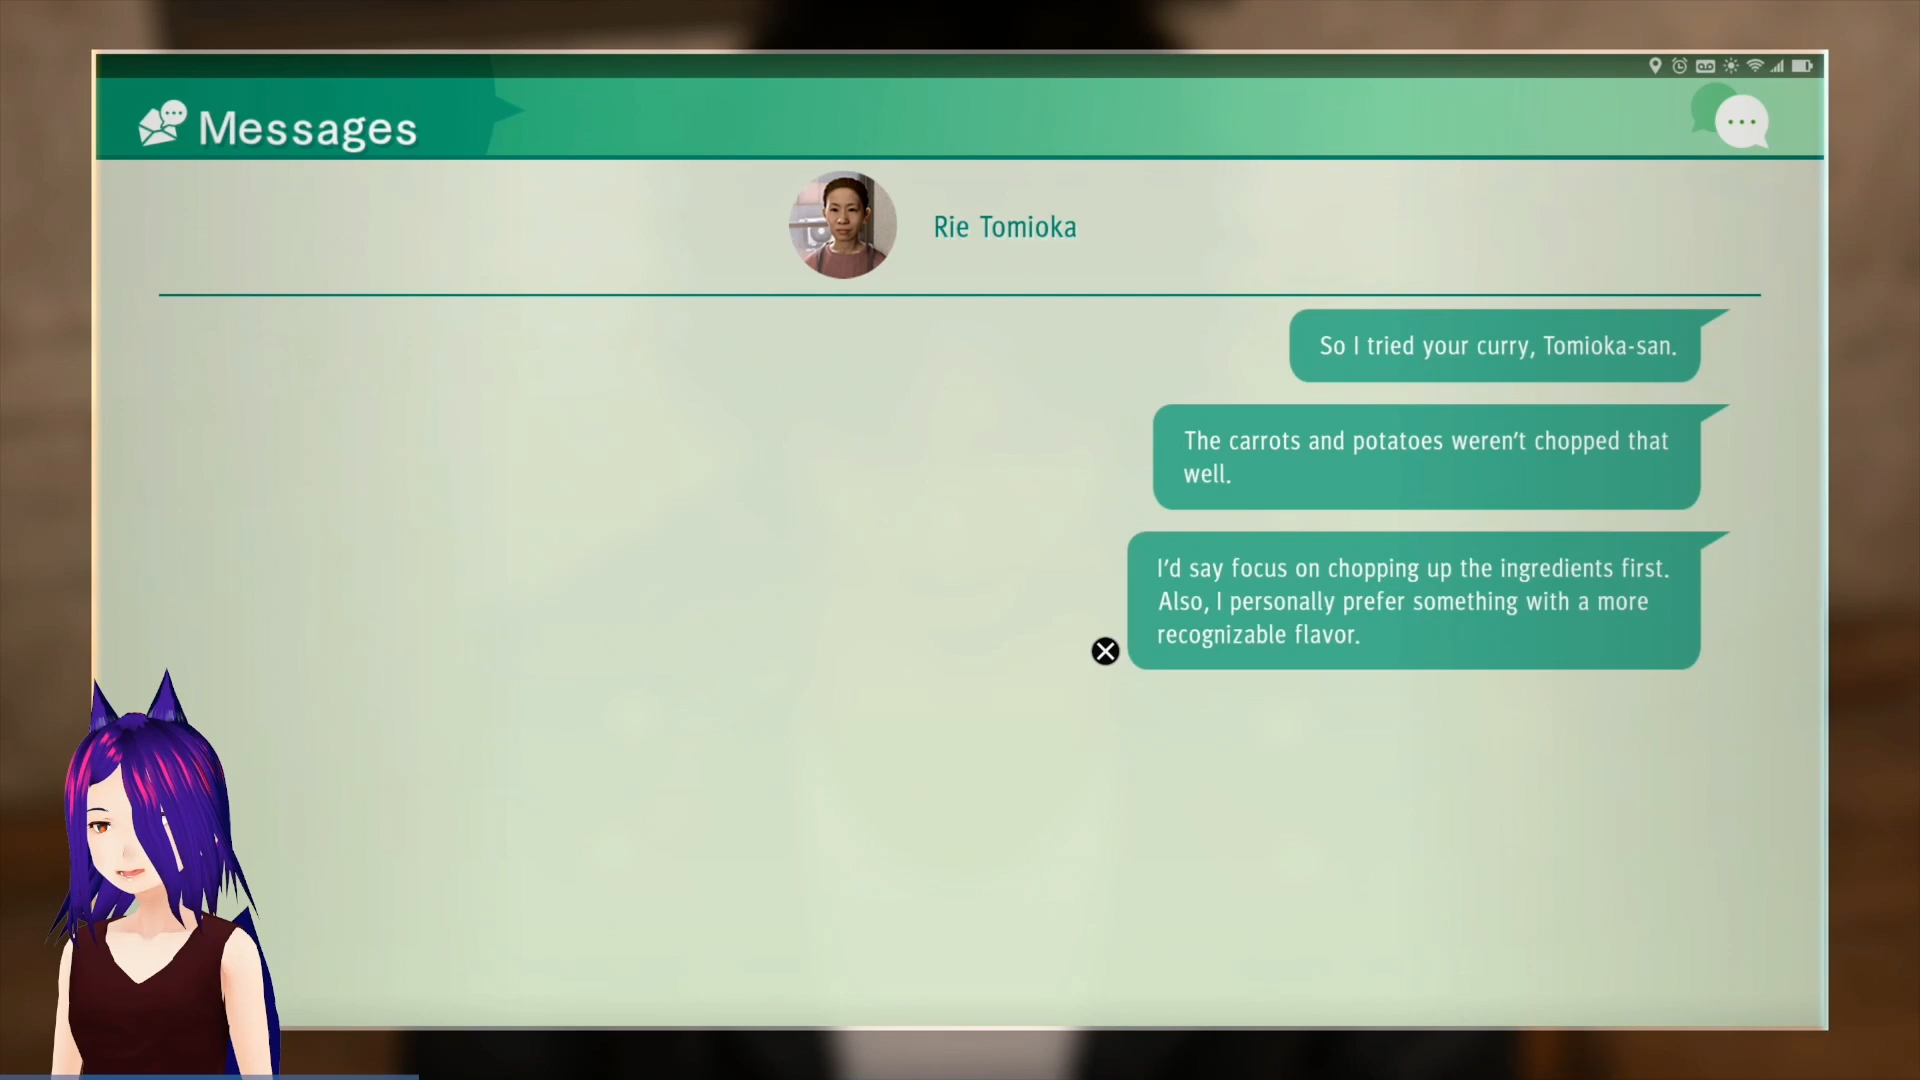 Messages
Rie Tomioka
So I tried your curry, Tomioka-san.
The carrots and potatoes weren't chopped that
well.
I'd say focus on chopping up the ingredients first.
Also, I personally prefer something with a more
recognizable flavor.